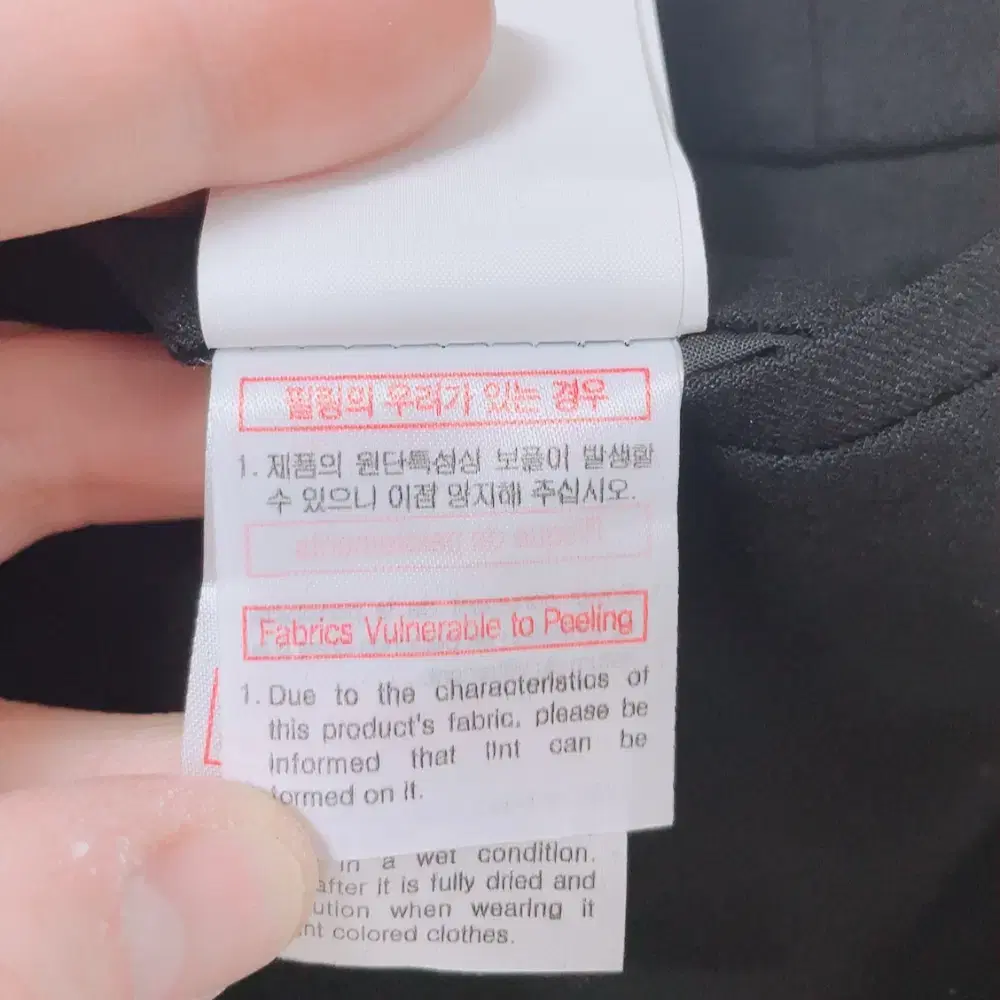 필링의 우려가 있는 경우
1. 제품의 원단특성상 보풀이 발생할
수 있으니 이점 양지해 주십시오.
Fabrics Vulnerable to Peeling
1. Due to the characteristics of
this product's fabric, please be
informed that lint can be
formed on it.
in a wet condition.
after it is fully dried and
ution when wearing it
nt colored clothes.